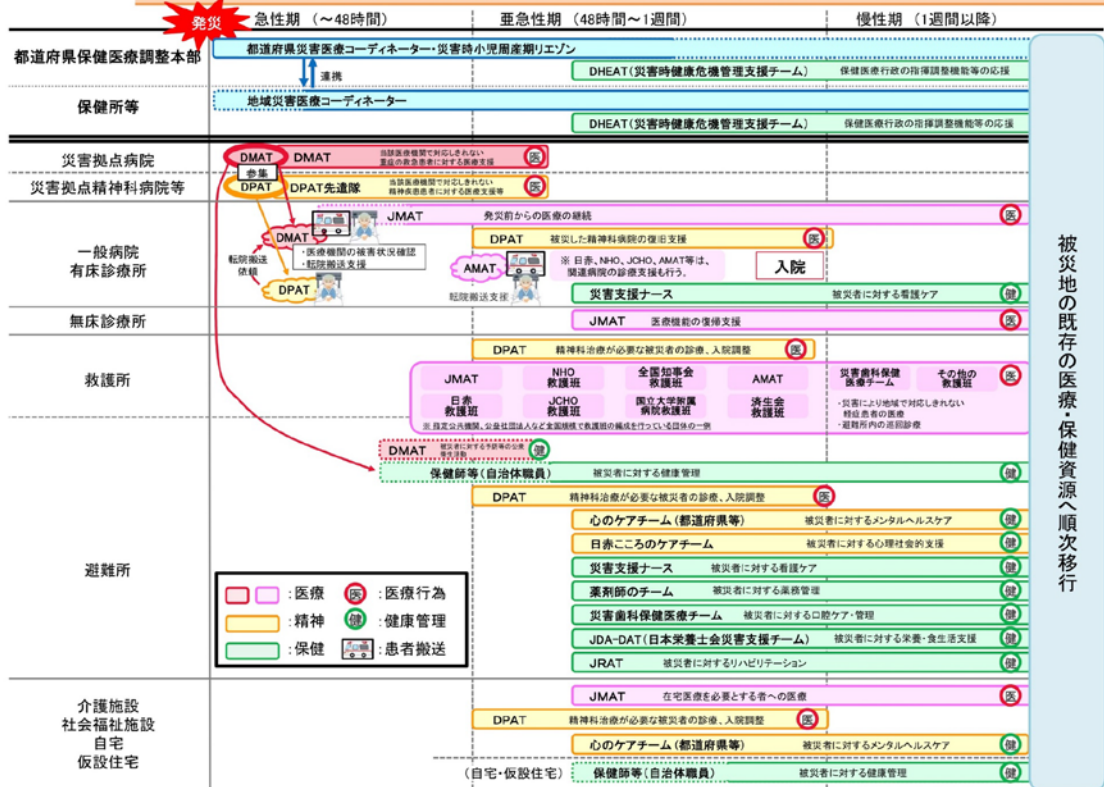 発災
急性期（～48時間）
亜急性期（48時間～1週間）
慢性期（1週間以降）
都道府県保健医療調整本部
都道府県災害医療コーディネーター・災害時小児周産期リエゾン
連携
DHEAT（災害時健康危機管理支援チーム）
保健医療行政の指揮調整機能等の応援
保健所等
地域災害医療コーディネーター
DHEAT（災害時健康危機管理支援チーム）
保健医療行政の指揮調整機能等の応援
災害拠点病院
DMAT
DMAT
当該医療機関で対応しきれない
重症の救急患者に対する医療支援
医
参集
災害拠点精神科病院等
DPAT
DPAT先遣隊
当該医療機関で対応しきれない
精神疾患患者に対する医療支援等
医
一般病院
有床診療所
JMAT
発災前からの医療の継続
医
DMAT
・医療機関の被害状況確認
・転院搬送支援
転院搬送
依頼
DPAT
DPAT
被災した精神科病院の復旧支援
医
AMAT
※ 日赤、NHO、JCHO、AMAT等は、
関連病院の診療支援も行う。
入院
転院搬送支援
災害支援ナース
被災者に対する看護ケア
健
無床診療所
JMAT
医療機能の復帰支援
医
救護所
DPAT
精神科治療が必要な被災者の診療、入院調整
医
JMAT
NHO
救護班
全国知事会
救護班
AMAT
災害歯科保健
医療チーム
その他の
救護班
医
日赤
救護班
JCHO
救護班
国立大学附属
病院救護班
済生会
救護班
・災害により地域で対応しきれない
軽症患者の医療
・避難所内の巡回診療
※ 指定公共機関、公益社団法人など全国規模で救護班の編成を行っている団体の一例
避難所
DMAT
被災者に対する予防等の公衆
衛生活動
健
保健師等（自治体職員）
被災者に対する健康管理
健
DPAT
精神科治療が必要な被災者の診療、入院調整
医
心のケアチーム（都道府県等）
被災者に対するメンタルヘルスケア
健
日赤こころのケアチーム
被災者に対する心理社会的支援
健
災害支援ナース
被災者に対する看護ケア
健
薬剤師のチーム
被災者に対する薬務管理
健
災害歯科保健医療チーム
被災者に対する口腔ケア・管理
健
JDA-DAT（日本栄養士会災害支援チーム）
被災者に対する栄養・食生活支援
健
JRAT
被災者に対するリハビリテーション
健
：医療
医
：医療行為
：精神
健
：健康管理
：保健
：患者搬送
介護施設
社会福祉施設
自宅
仮設住宅
JMAT
在宅医療を必要とする者への医療
医
DPAT
精神科治療が必要な被災者の診療、入院調整
医
心のケアチーム（都道府県等）
被災者に対するメンタルヘルスケア
健
（自宅・仮設住宅）
保健師等（自治体職員）
被災者に対する健康管理
健
被災地の既存の医療・保健資源へ順次移行